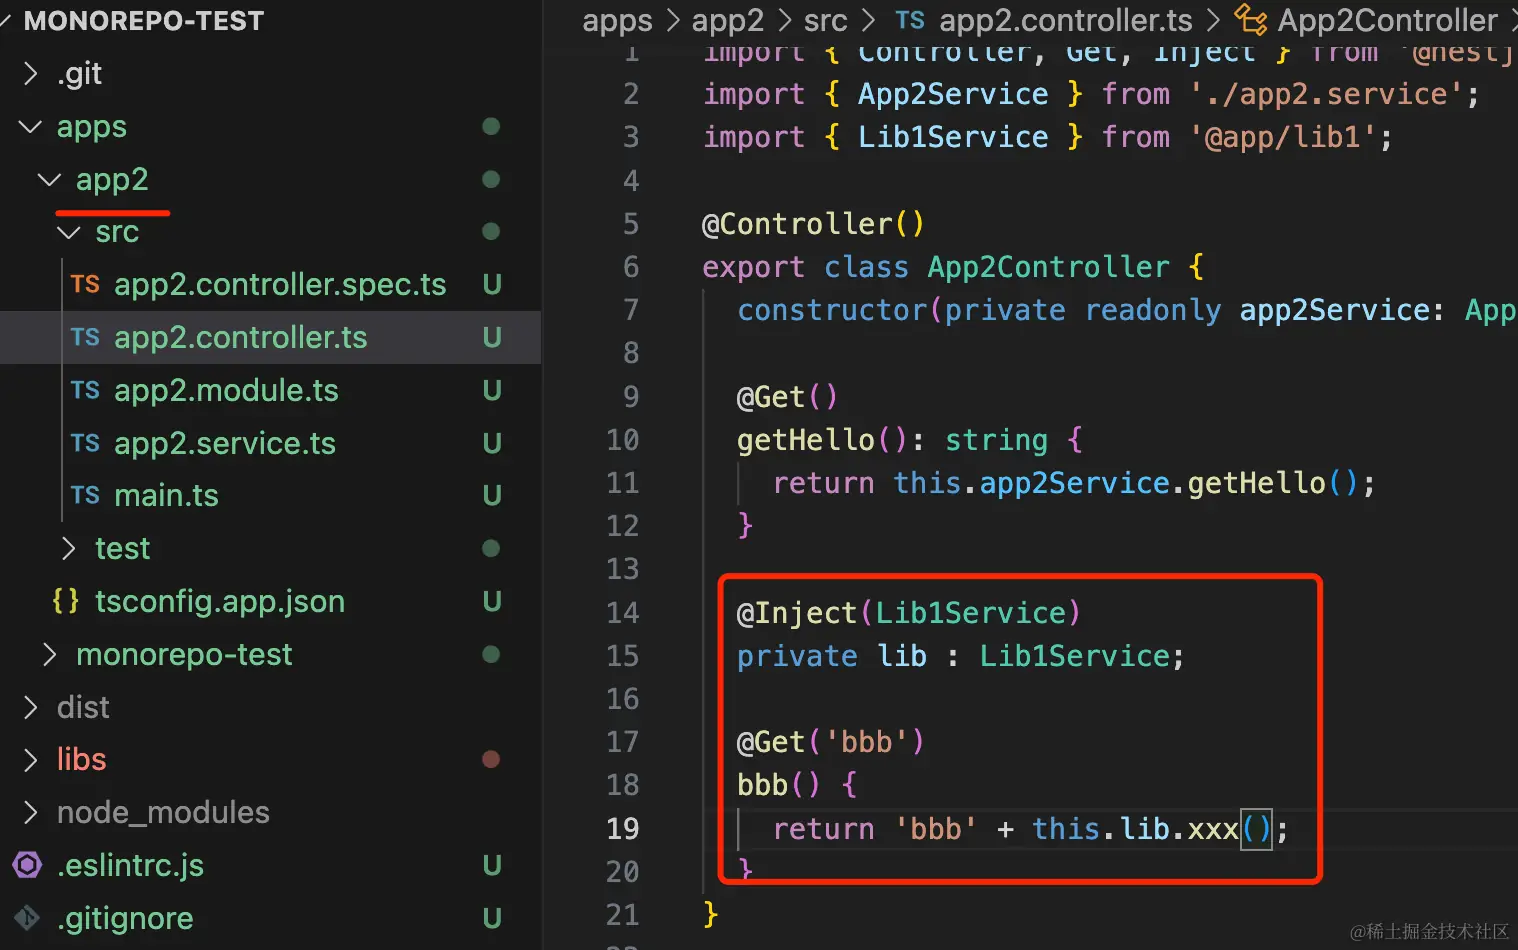 MONOREPO-TEST
.git
apps
app2
src
TS app2.controller.spec.ts U
TS app2.controller.ts U
TS app2.module.ts U
TS app2.service.ts U
TS main.ts U
test
{} tsconfig.app.json U
monorepo-test
dist
libs
node_modules
.eslintrc.js U
.gitignore U
apps > app2 > src > TS app2.controller.ts > App2Controller >
1 import { Controller, Get, Inject } from '@nestj
2 import { App2Service } from './app2.service';
3 import { Lib1Service } from '@app/lib1';
4
5 @Controller()
6 export class App2Controller {
7 constructor(private readonly app2Service: App
8
9 @Get()
10 getHello(): string {
11 return this.app2Service.getHello();
12 }
13
14 @Inject(Lib1Service)
15 private lib : Lib1Service;
16
17 @Get('bbb')
18 bbb() {
19 return 'bbb' + this.lib.xxx();
20 }
21 }
@稀土掘金技术社区